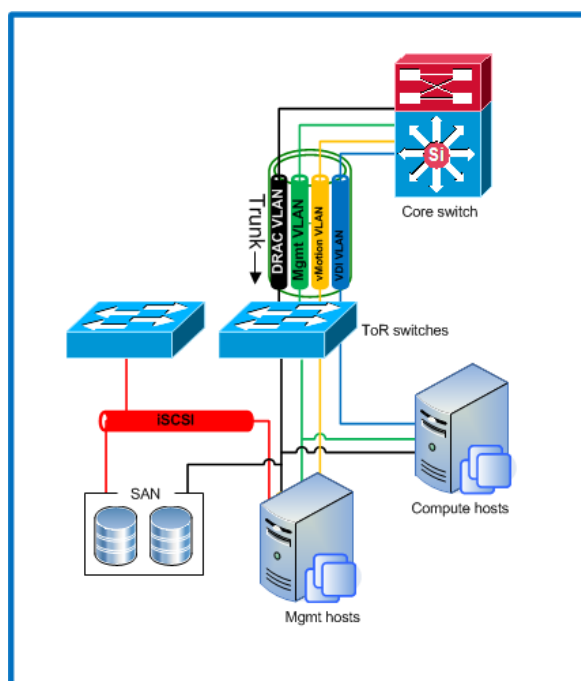 Si
Core switch
Trunk
DRAC VLAN
Mgmt VLAN
vMotion VLAN
VDI VLAN
ToR switches
iSCSI
SAN
Compute hosts
Mgmt hosts